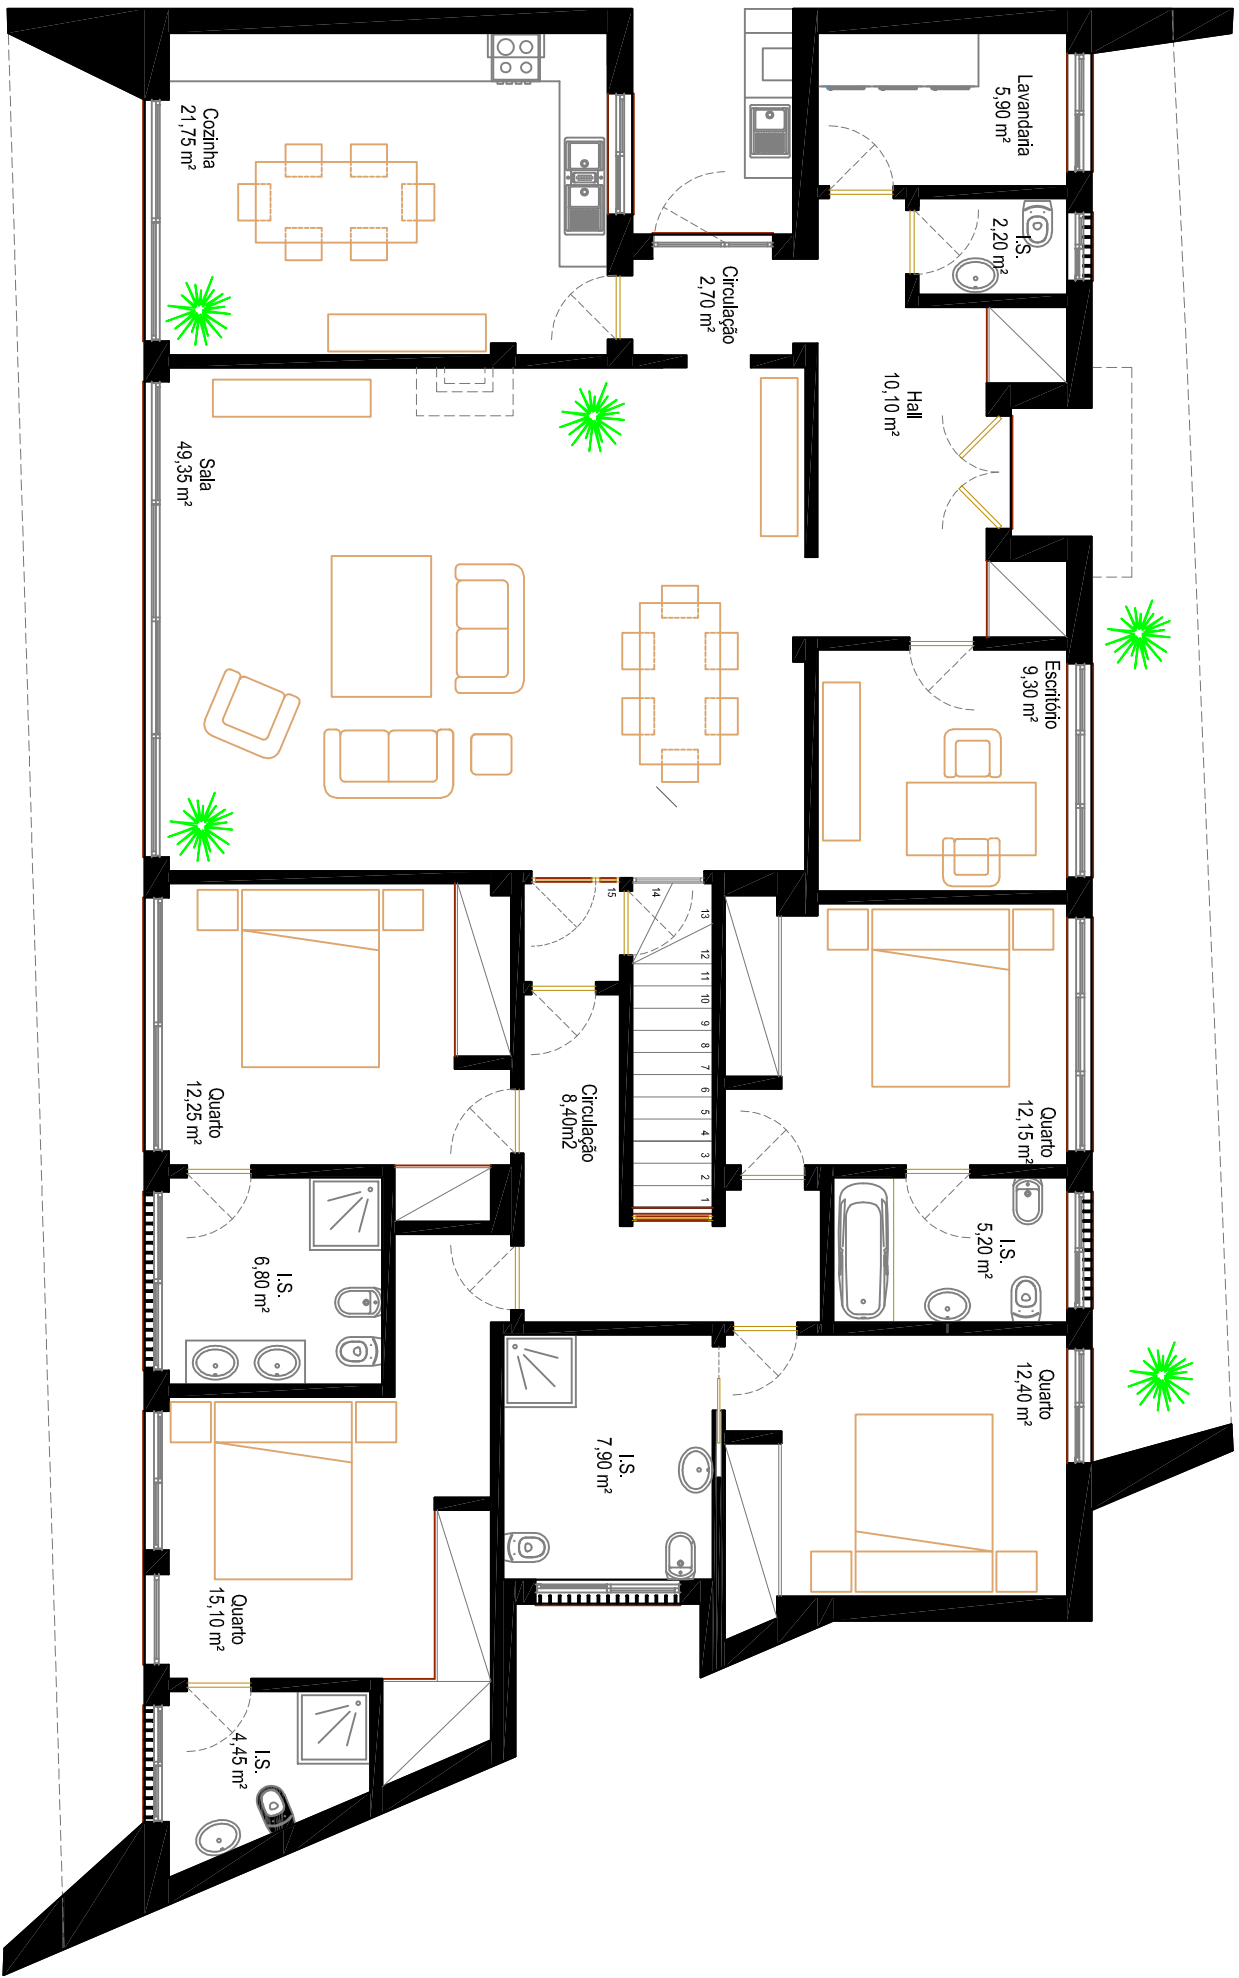 Lavandaria
5,90 m²
Cozinha
21,75 m²
I.S.
2,20 m²
Circulação
2,70 m²
Hall
10,10 m²
Sala
49,35 m²
Escritório
9,30 m²
15
14
13
12
11
10
9
8
7
6
5
4
3
2
1
Quarto
12,25 m²
Circulação
8,40m2
Quarto
12,15 m²
I.S.
6,80 m²
I.S.
5,20 m²
Quarto
12,40 m²
I.S.
7,90 m²
Quarto
15,10 m²
I.S.
4,45 m²